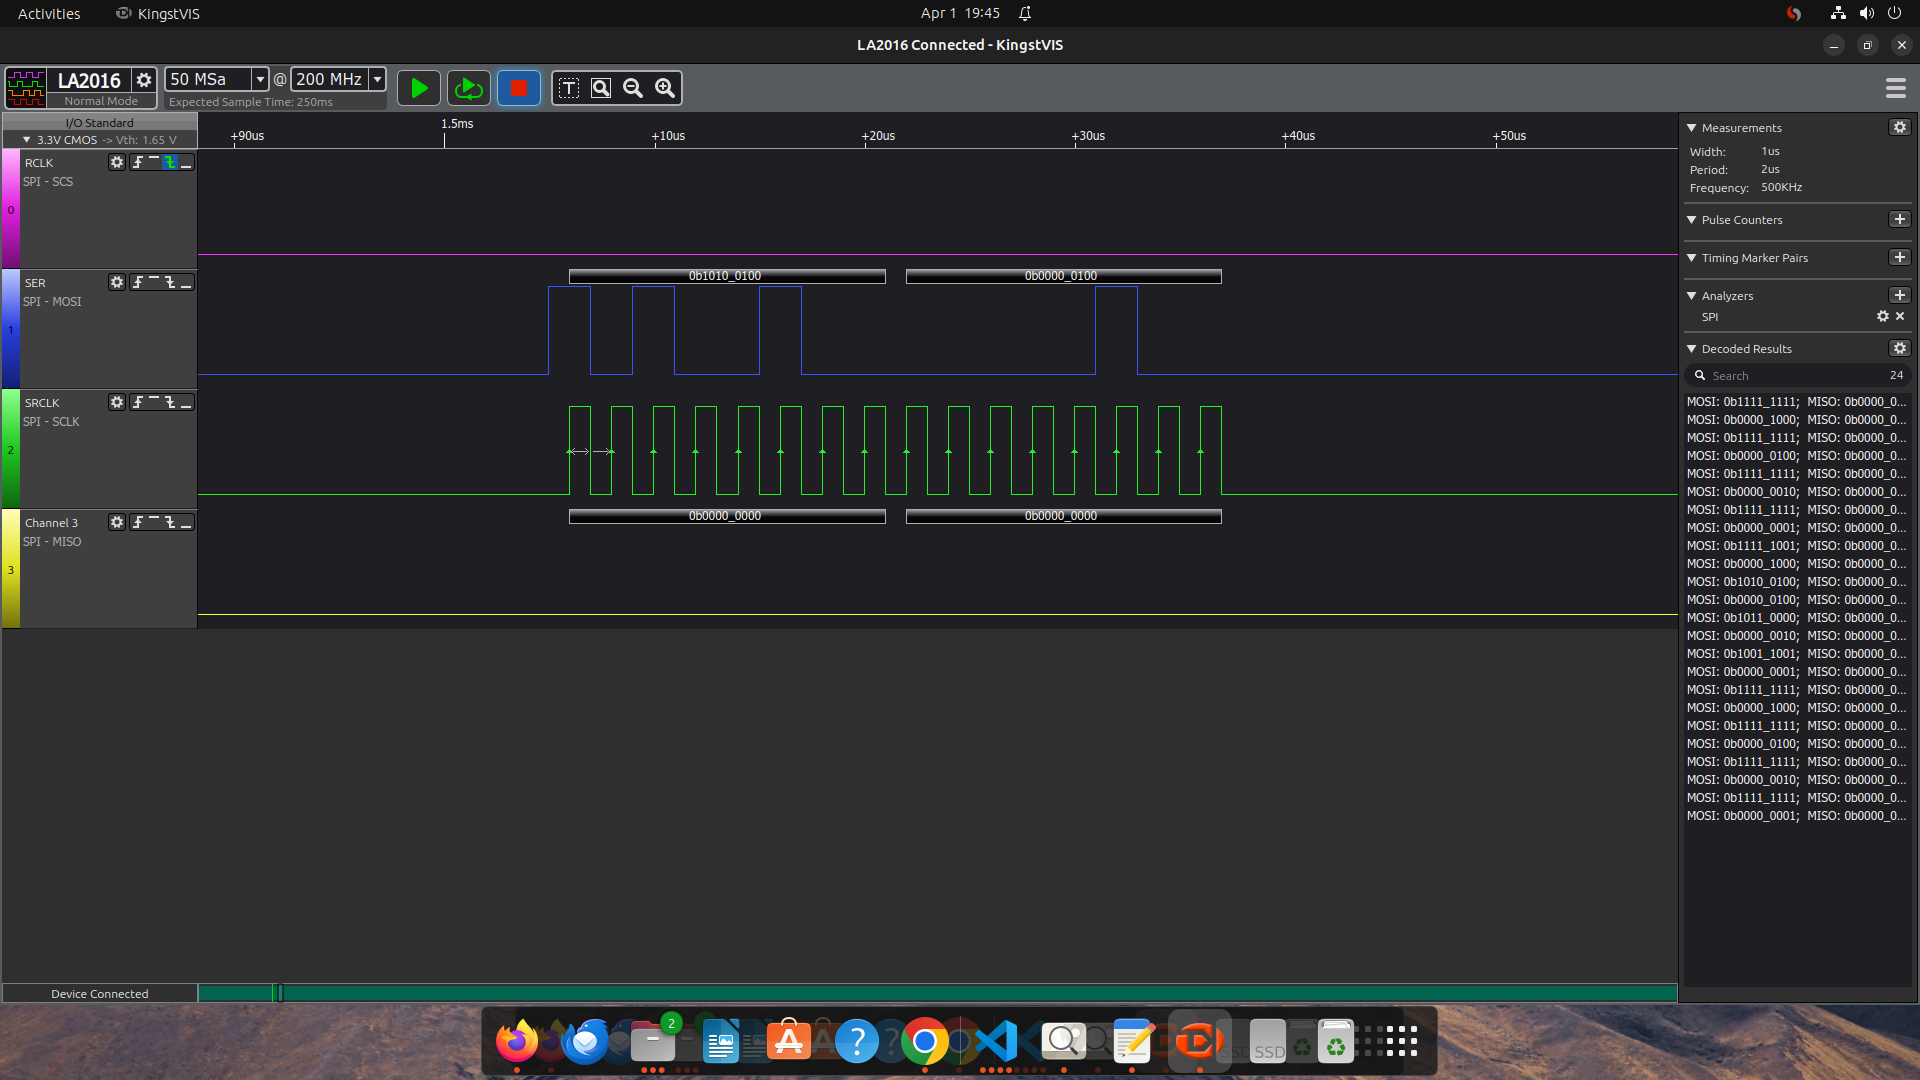 Activities KingstVIS Apr 1 19:45
LA2016 Connected - KingstVIS
LA2016 50 MSa @ 200 MHz
Normal Mode Expected Sample Time: 250ms
I/O Standard
3.3V CMOS -> Vth: 1.65 V
+90us 1.5ms +10us +20us +30us +40us +50us
RCLK
SPI - SCS
0
SER
SPI - MOSI
1
0b1010_0100 0b0000_0100
SRCLK
SPI - SCLK
2
Channel 3
SPI - MISO
3
0b0000_0000 0b0000_0000
Measurements
Width: 1us
Period: 2us
Frequency: 500KHz
Pulse Counters
Timing Marker Pairs
Analyzers
SPI
Decoded Results
Search 24
MOSI: 0b1111_1111; MISO: 0b0000_0...
MOSI: 0b0000_1000; MISO: 0b0000_0...
MOSI: 0b1111_1111; MISO: 0b0000_0...
MOSI: 0b0000_0100; MISO: 0b0000_0...
MOSI: 0b1111_1111; MISO: 0b0000_0...
MOSI: 0b0000_0010; MISO: 0b0000_0...
MOSI: 0b1111_1111; MISO: 0b0000_0...
MOSI: 0b0000_0001; MISO: 0b0000_0...
MOSI: 0b1111_1001; MISO: 0b0000_0...
MOSI: 0b0000_1000; MISO: 0b0000_0...
MOSI: 0b1010_0100; MISO: 0b0000_0...
MOSI: 0b0000_0100; MISO: 0b0000_0...
MOSI: 0b1011_0000; MISO: 0b0000_0...
MOSI: 0b0000_0010; MISO: 0b0000_0...
MOSI: 0b1001_1001; MISO: 0b0000_0...
MOSI: 0b0000_0001; MISO: 0b0000_0...
MOSI: 0b1111_1111; MISO: 0b0000_0...
MOSI: 0b0000_1000; MISO: 0b0000_0...
MOSI: 0b1111_1111; MISO: 0b0000_0...
MOSI: 0b0000_0100; MISO: 0b0000_0...
MOSI: 0b1111_1111; MISO: 0b0000_0...
MOSI: 0b0000_0010; MISO: 0b0000_0...
MOSI: 0b1111_1111; MISO: 0b0000_0...
MOSI: 0b0000_0001; MISO: 0b0000_0...
Device Connected
2
SSD SSD